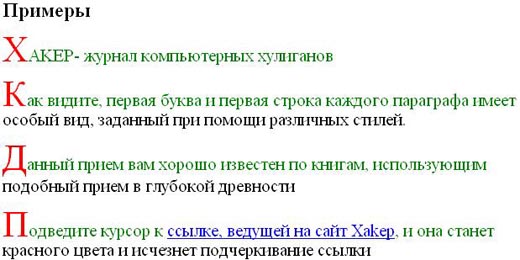 Примеры
ХАКЕР- журнал компьютерных хулиганов
Как видите, первая буква и первая строка каждого параграфа имеет
особый вид, заданный при помощи различных стилей.
Данный прием вам хорошо известен по книгам, использующим
подобный прием в глубокой древности
Подведите курсор к ссылке, ведущей на сайт Xakep, и она станет
красного цвета и исчезнет подчеркивание ссылки